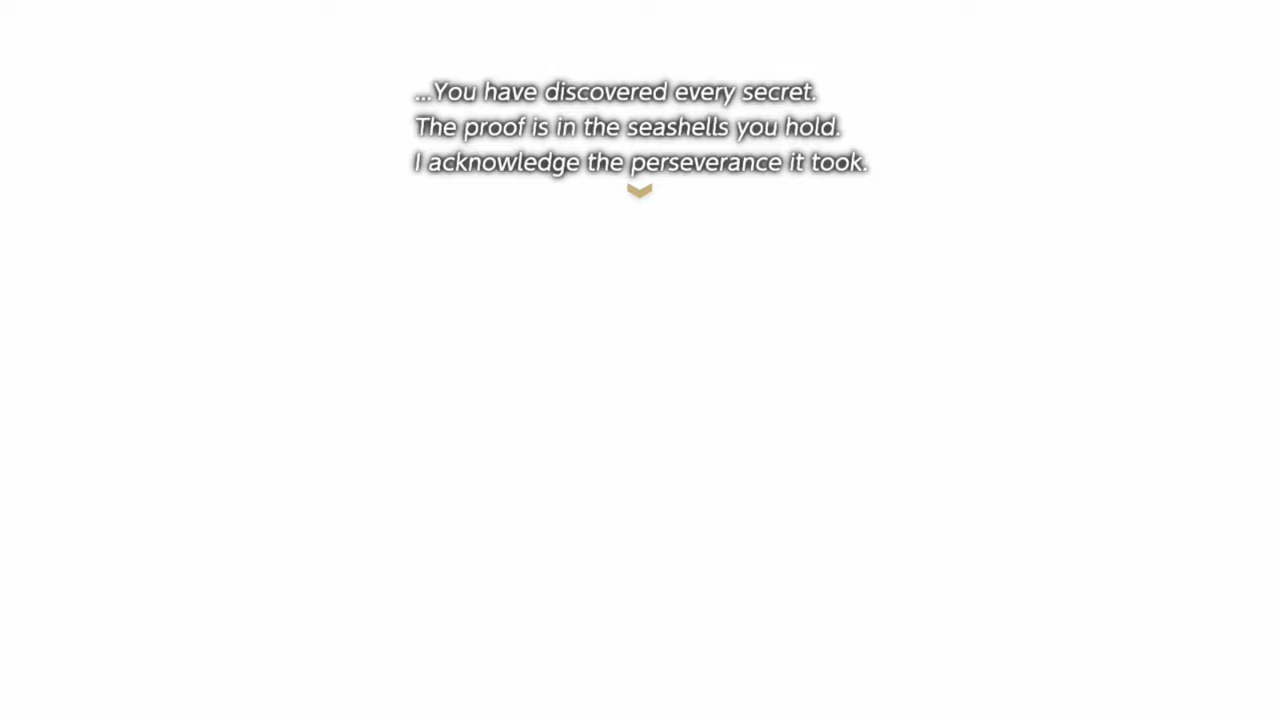 ...You have discovered every secret.
The proof is in the seashells you hold.
I acknowledge the perseverance it took.